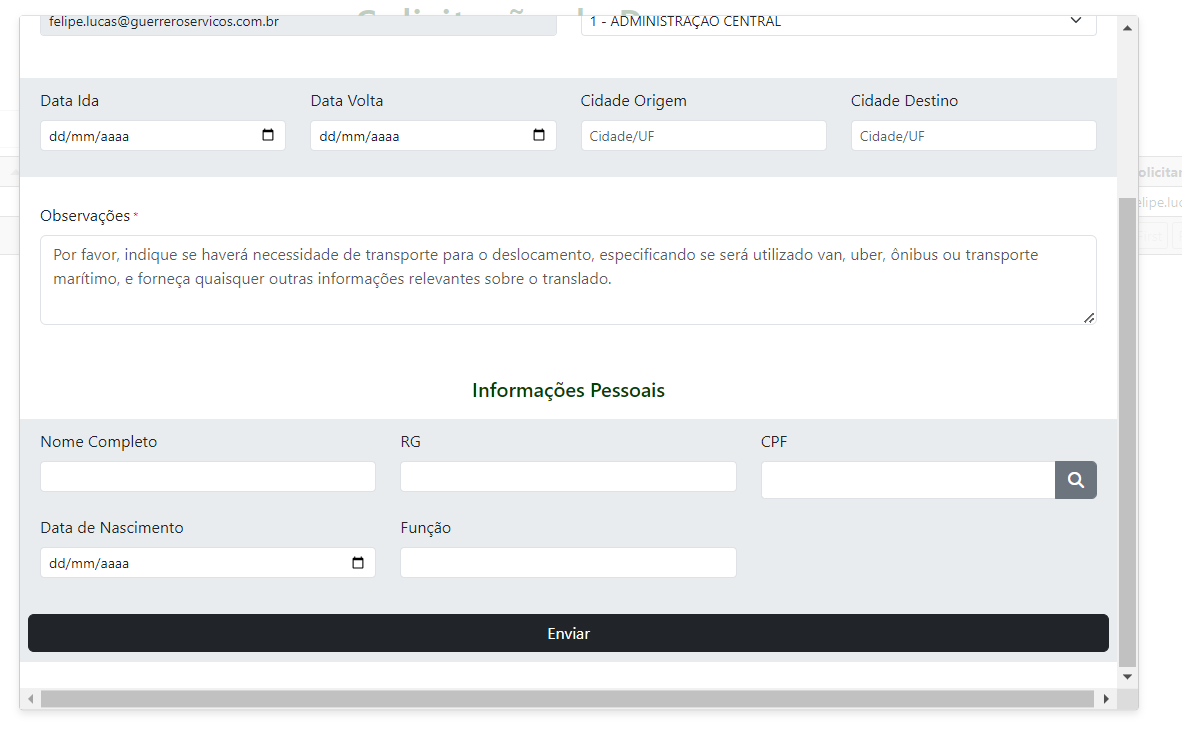 felipe.lucas@guerreroservicos.com.br
1 - ADMINISTRAÇÃO CENTRAL
Data Ida
Data Volta
Cidade Origem
Cidade Destino
dd/mm/aaaa
dd/mm/aaaa
Cidade/UF
Cidade/UF
Observações *
Por favor, indique se haverá necessidade de transporte para o deslocamento, especificando se será utilizado van, uber, ônibus ou transporte
marítimo, e forneça quaisquer outras informações relevantes sobre o translado.
Informações Pessoais
Nome Completo
RG
CPF
Data de Nascimento
Função
dd/mm/aaaa
Enviar